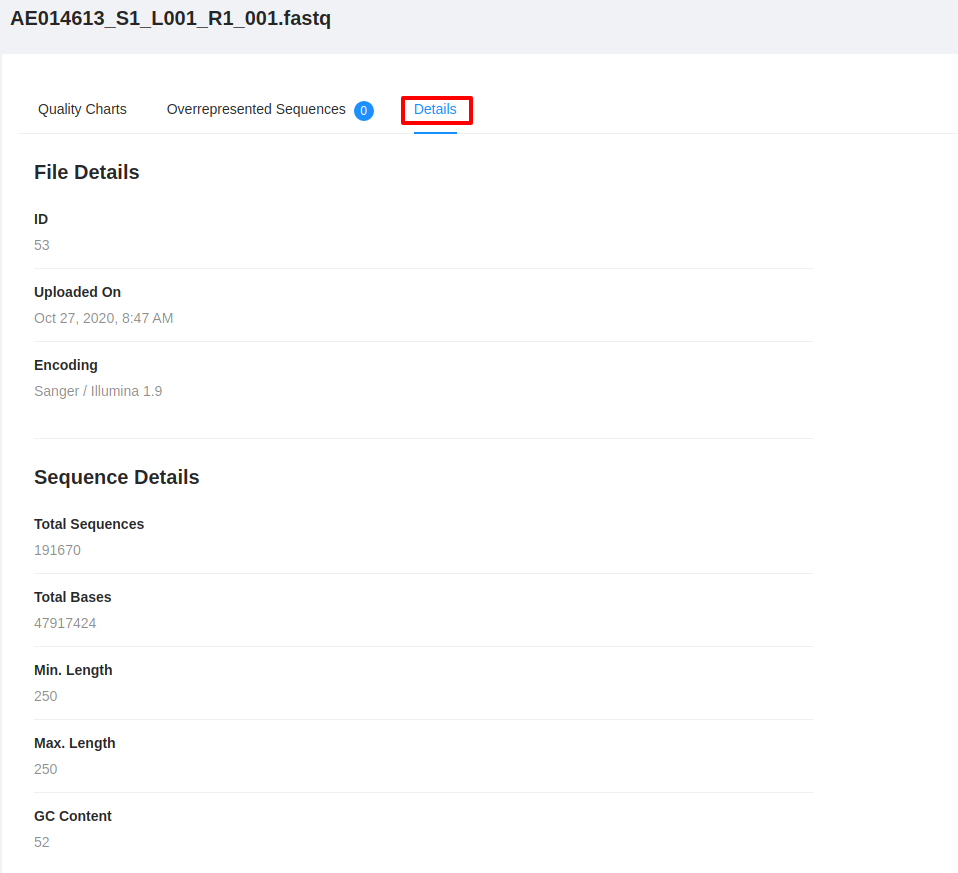 AE014613_S1_L001_R1_001.fastq
Quality Charts Overrepresented Sequences 0 Details
File Details
ID
53
Uploaded On
Oct 27, 2020, 8:47 AM
Encoding
Sanger / Illumina 1.9
Sequence Details
Total Sequences
191670
Total Bases
47917424
Min. Length
250
Max. Length
250
GC Content
52